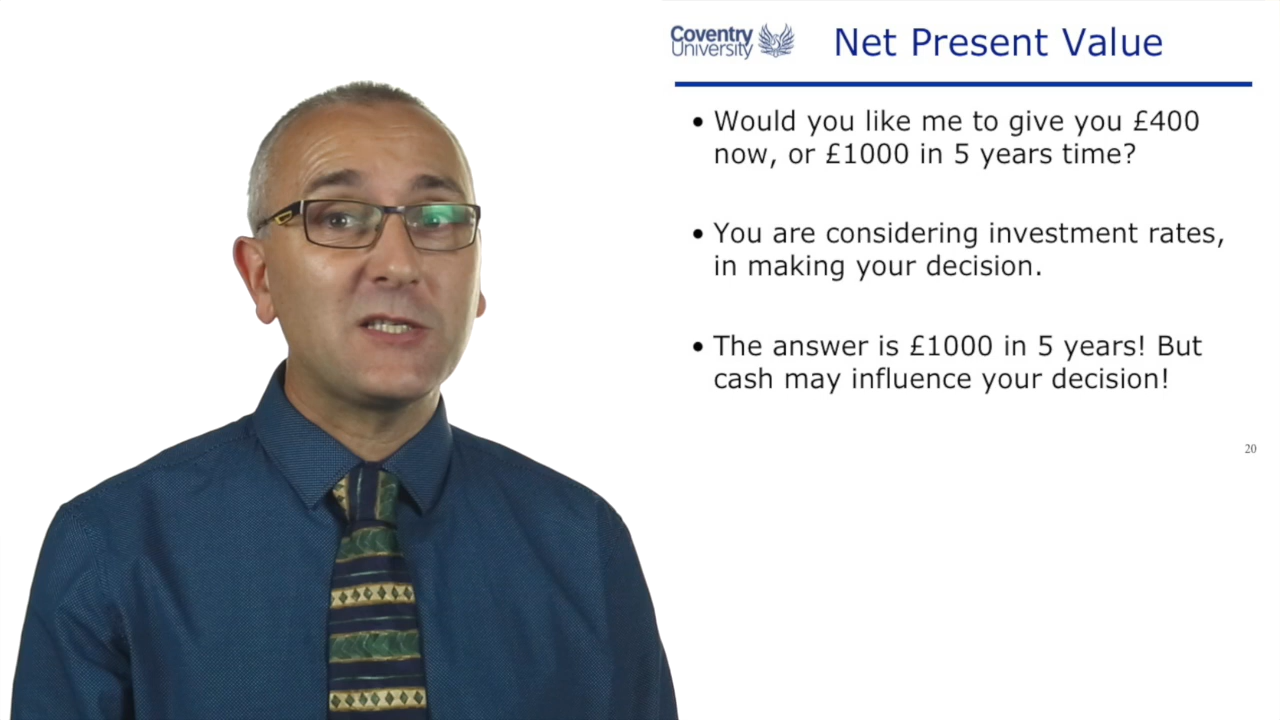 Coventry
University
Net Present Value
• Would you like me to give you £400
now, or £1000 in 5 years time?
• You are considering investment rates,
in making your decision.
• The answer is £1000 in 5 years! But
cash may influence your decision!
20